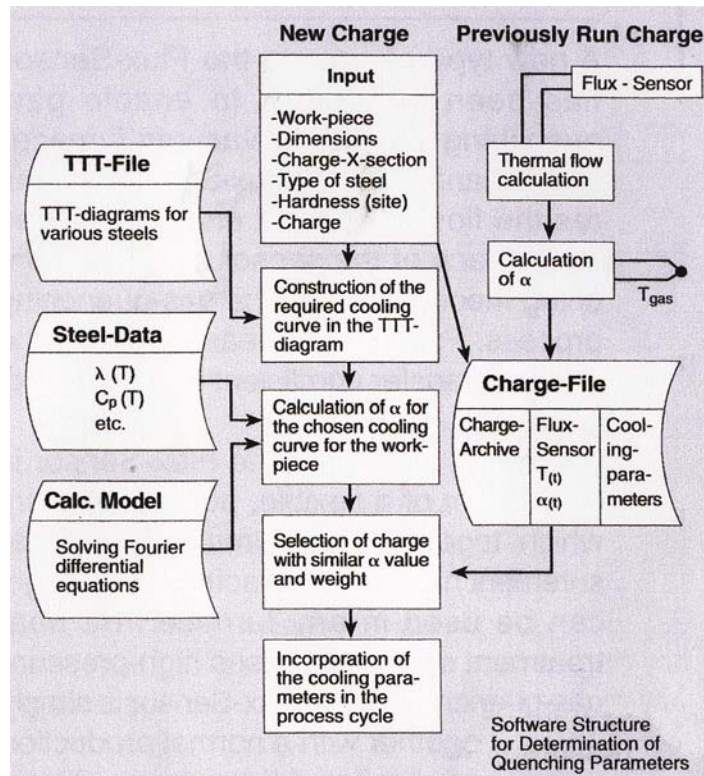 New Charge
Previously Run Charge
Input
-Work-piece
-Dimensions
-Charge-X-section
-Type of steel
-Hardness (site)
-Charge
Flux - Sensor
Thermal flow
calculation
Calculation
of α
Tgas
TTT-File
TTT-diagrams for
various steels
Construction of the
required cooling
curve in the TTT-
diagram
Steel-Data
λ (T)
Cp (T)
etc.
Calculation of α for
the chosen cooling
curve for the work-
piece
Charge-File
Charge-
Archive
Flux-
Sensor
T(t)
α(t)
Cool-
ing-
para-
meters
Calc. Model
Solving Fourier
differential
equations
Selection of charge
with similar α value
and weight
Incorporation of
the cooling para-
meters in the
process cycle
Software Structure
for Determination of
Quenching Parameters